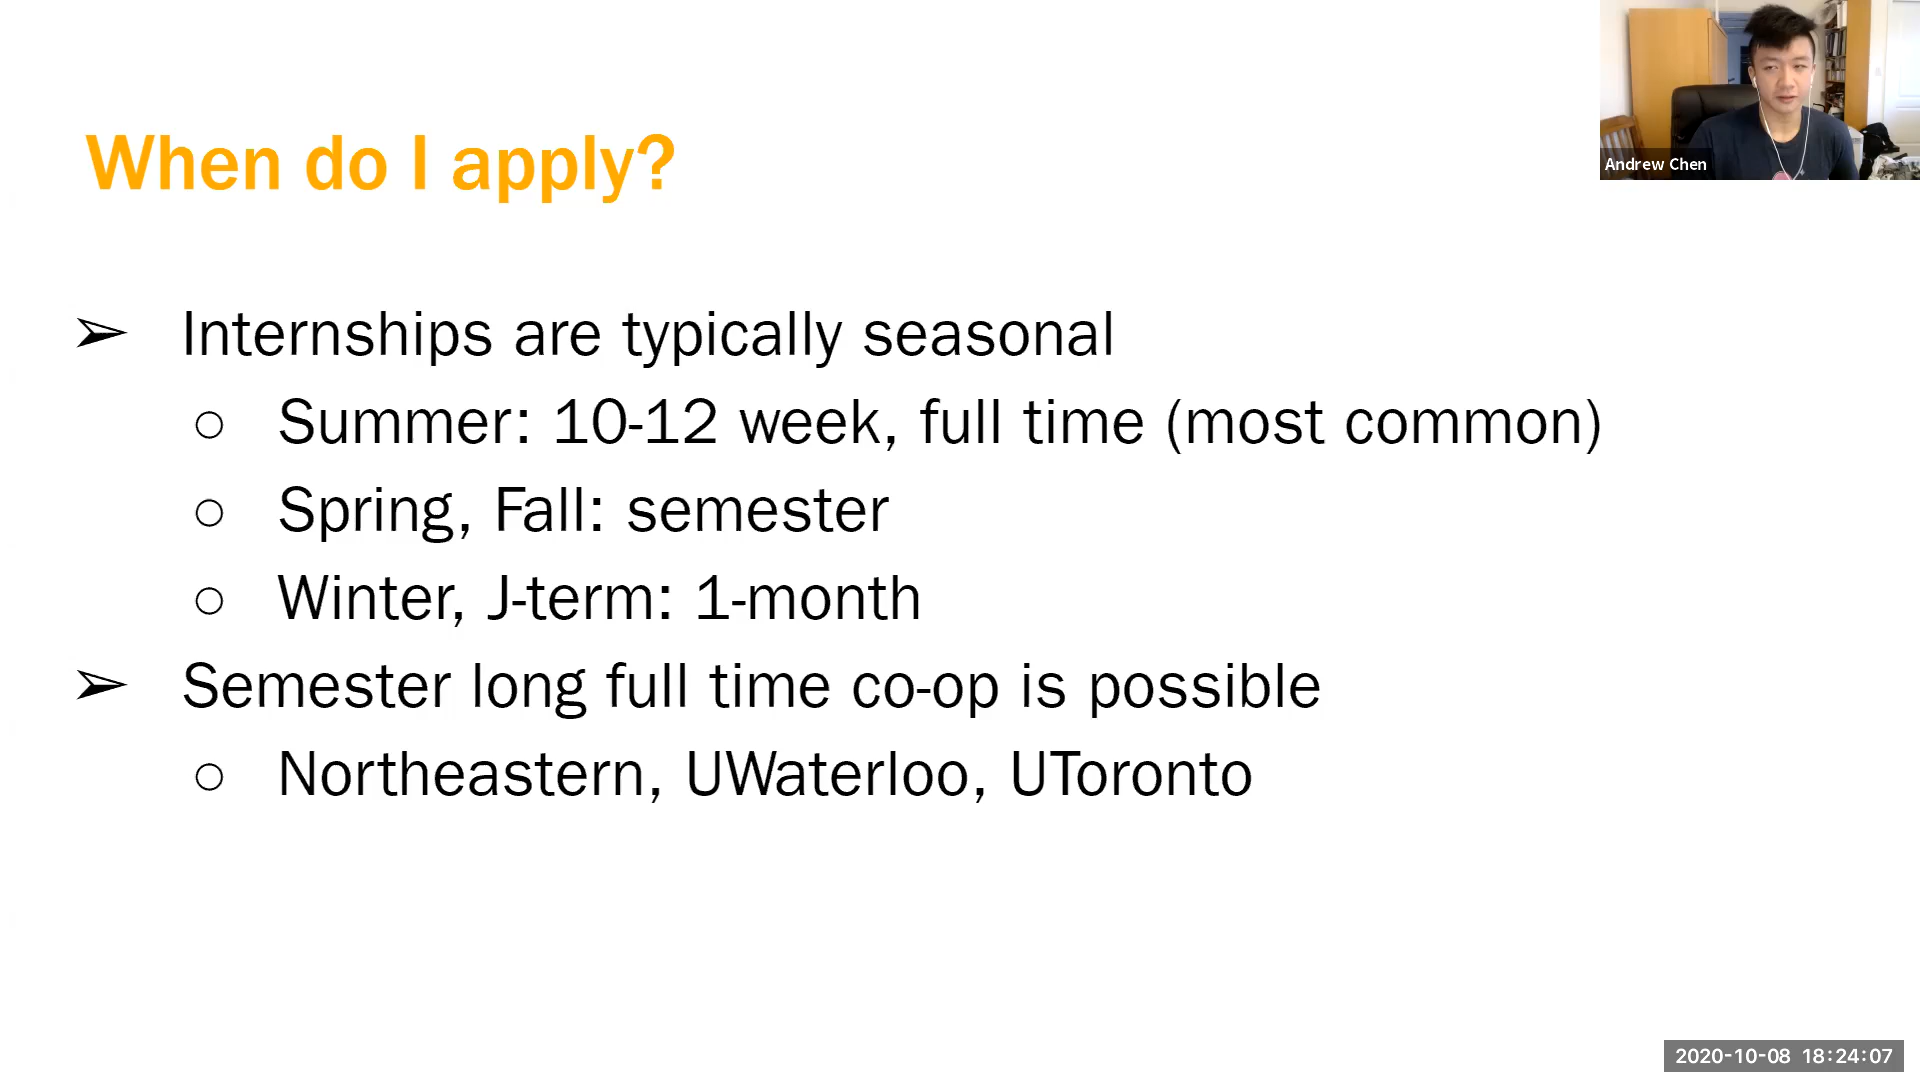 When do I apply?
Andrew Chen
➢ Internships are typically seasonal
○ Summer: 10-12 week, full time (most common)
○ Spring, Fall: semester
○ Winter, J-term: 1-month
➢ Semester long full time co-op is possible
○ Northeastern, UWaterloo, UToronto
2020-10-08 18:24:07